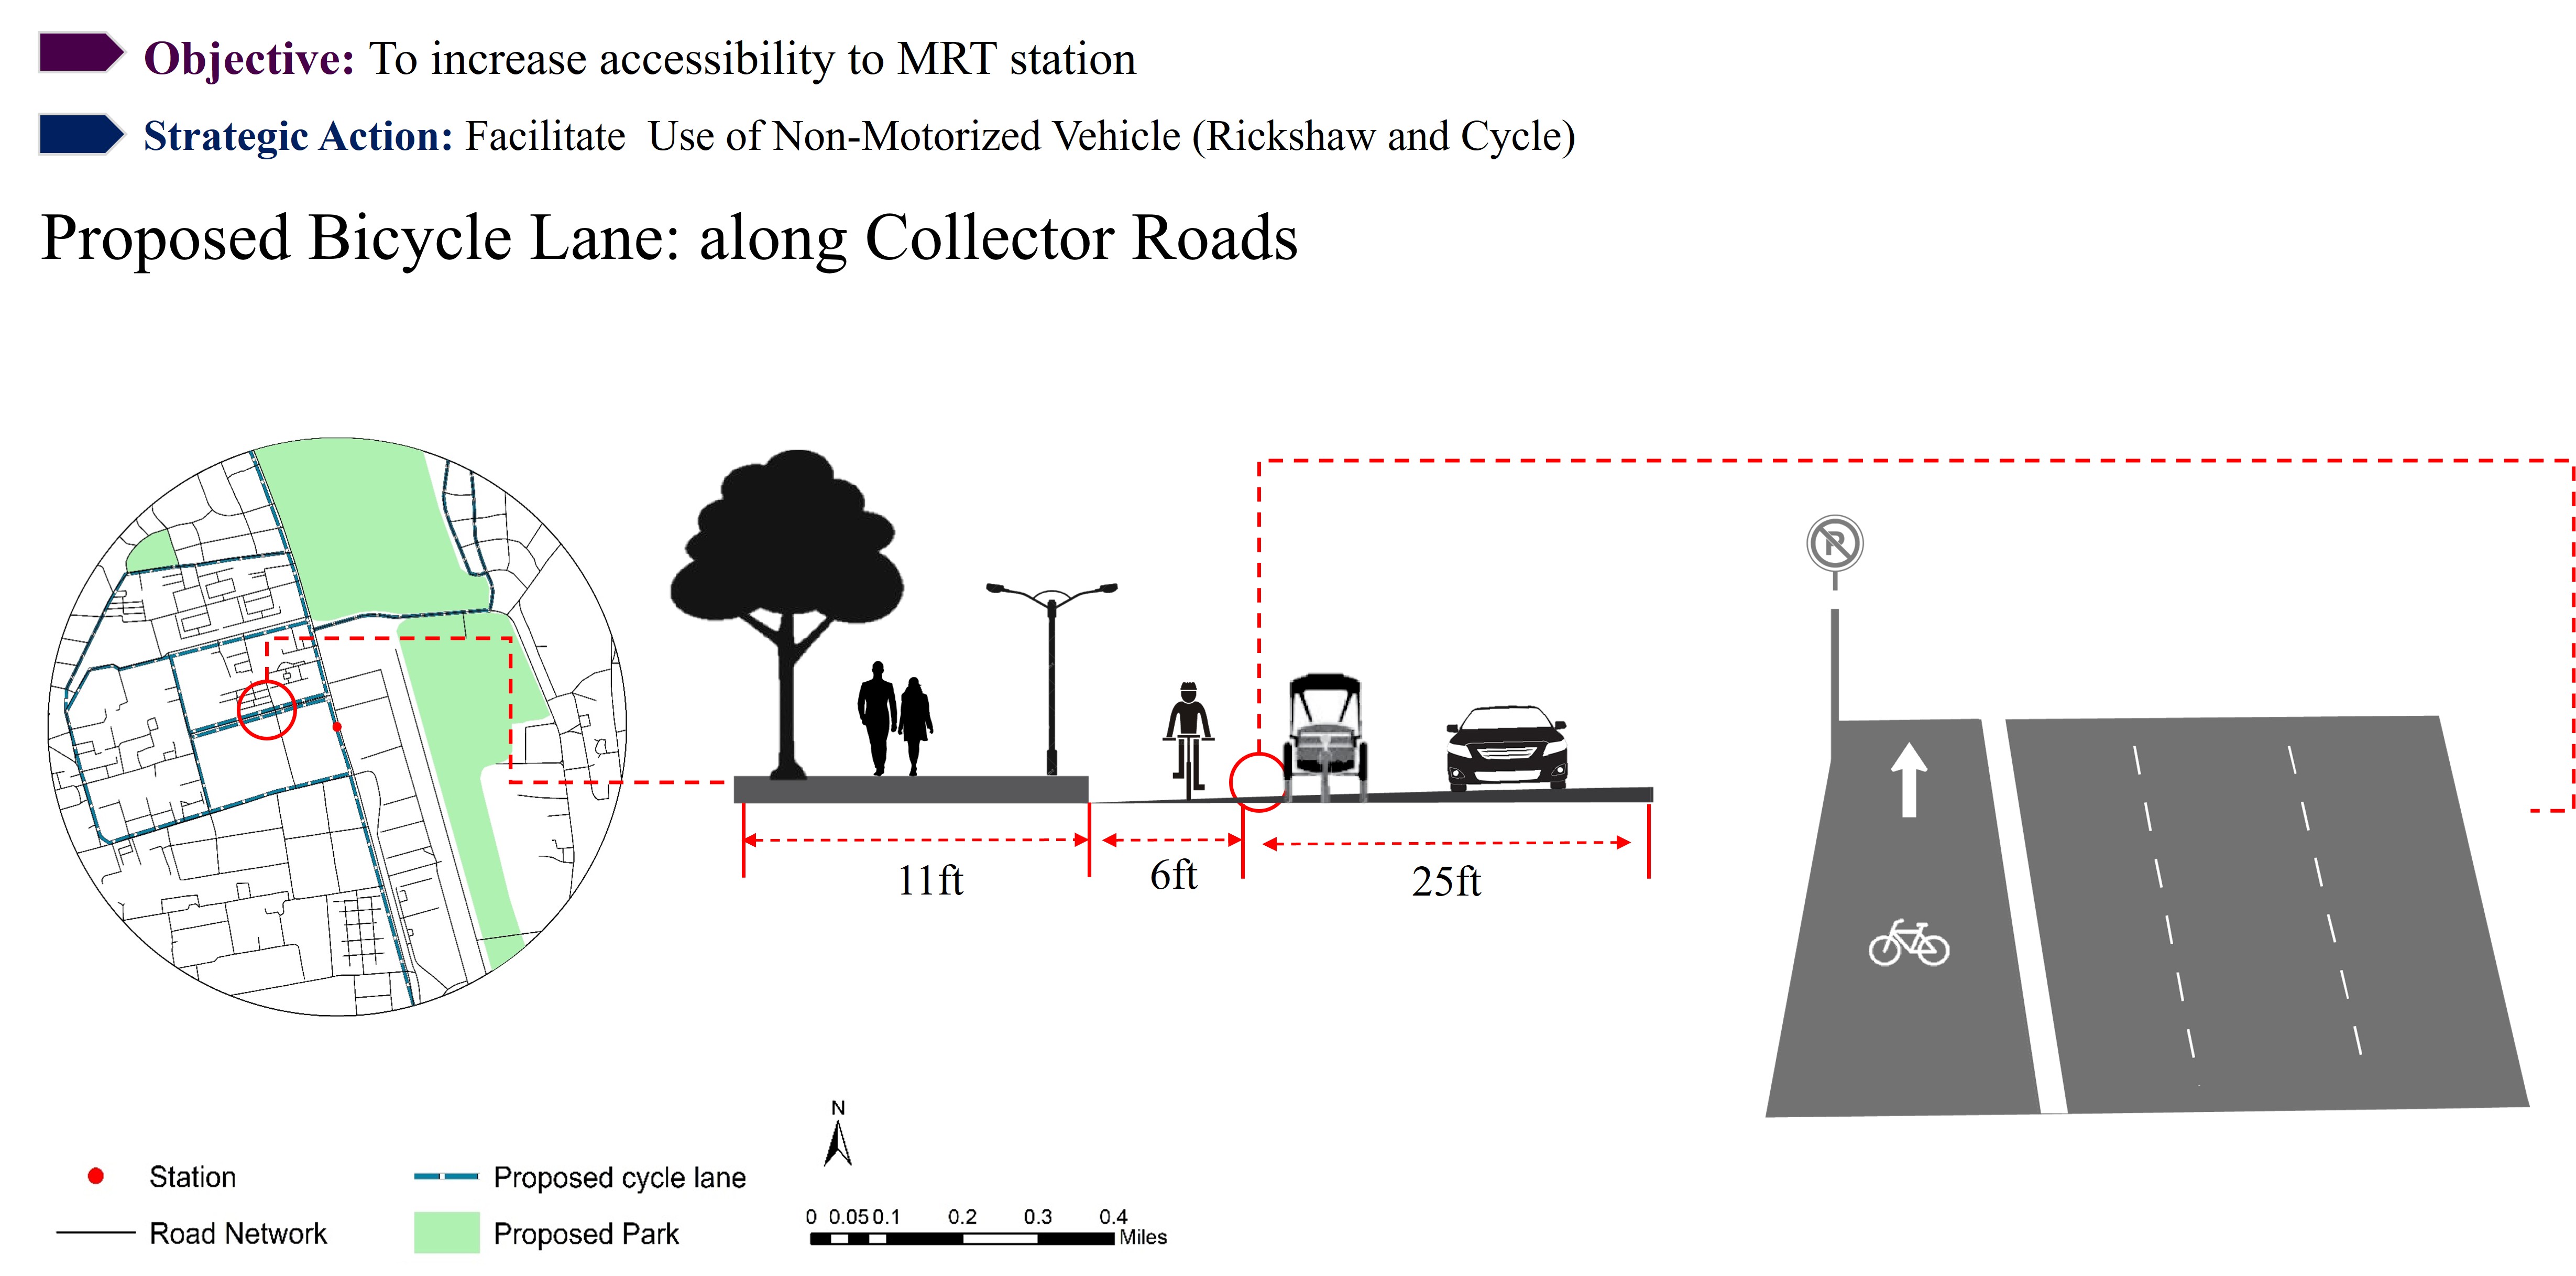 Objective: To increase accessibility to MRT station
Strategic Action: Facilitate  Use of Non-Motorized Vehicle (Rickshaw and Cycle)
Proposed Bicycle Lane: along Collector Roads
P
11ft
6ft
25ft
N
Station
Proposed cycle lane
Road Network
Proposed Park
0 0.05 0.1 0.2 0.3 0.4
Miles